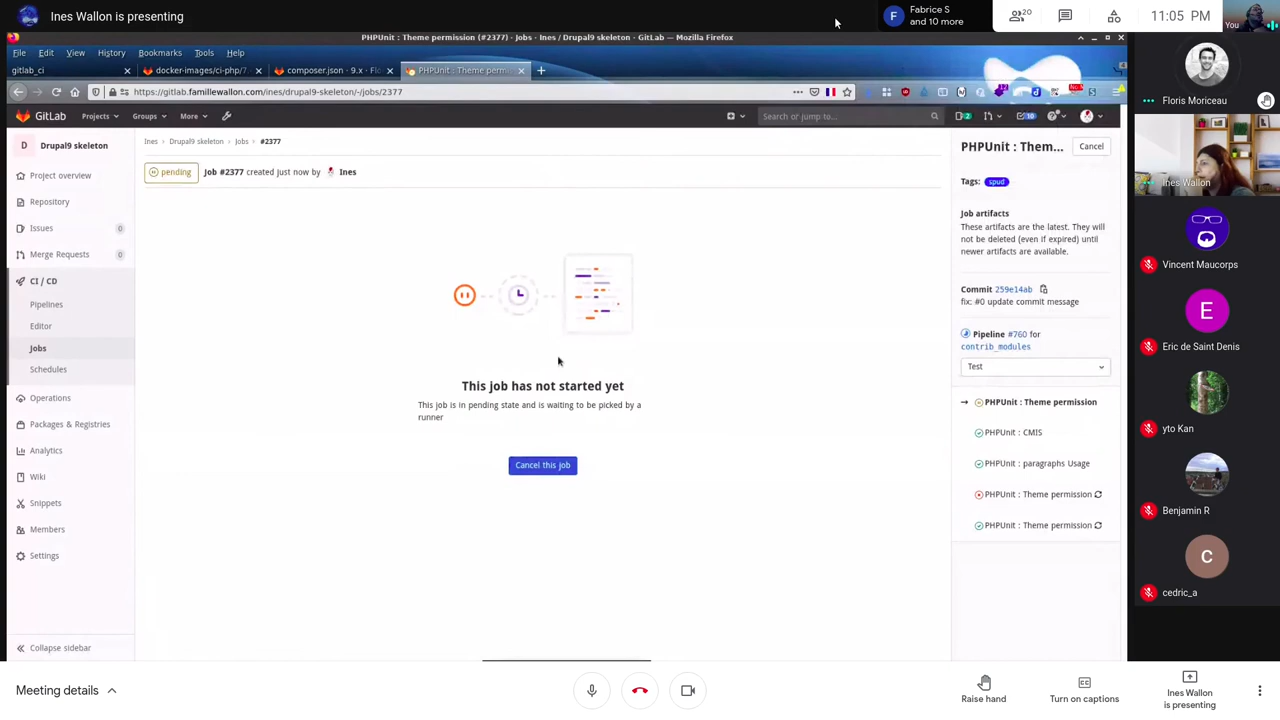 Ines Wallon is presenting
F
Fabrice S
and 10 more
20
11:05 PM
You
PHPUnit : Theme permission (#2377) - Jobs - Ines / Drupal9 skeleton - GitLab — Mozilla Firefox
File Edit View History Bookmarks Tools Help
gitlab_ci
docker-images/ci-php/7
composer.json · 9.x · Fl
PHPUnit : Theme permi
https://gitlab.famillewallon.com/ines/drupal9-skeleton/-/jobs/2377
GitLab
Projects
Groups
More
Search or jump to...
2
10
D
Drupal9 skeleton
Project overview
Repository
Issues 0
Merge Requests 0
CI / CD
Pipelines
Editor
Jobs
Schedules
Operations
Packages & Registries
Analytics
Wiki
Snippets
Members
Settings
Collapse sidebar
Ines › Drupal9 skeleton › Jobs › #2377
pending Job #2377 created just now by Ines
This job has not started yet
This job is in pending state and is waiting to be picked by a
runner
Cancel this job
PHPUnit : Them...
Cancel
Tags: spud
Job artifacts
These artifacts are the latest. They will
not be deleted (even if expired) until
newer artifacts are available.
Commit 259e14ab
fix: #0 update commit message
Pipeline #760 for
contrib_modules
Test
→ PHPUnit : Theme permission
PHPUnit : CMIS
PHPUnit : paragraphs Usage
PHPUnit : Theme permission
PHPUnit : Theme permission
Floris Moriceau
Ines Wallon
Vincent Maucorps
E
Eric de Saint Denis
yto Kan
Benjamin R
C
cedric_a
Meeting details
Raise hand
CC
Turn on captions
Ines Wallon
is presenting